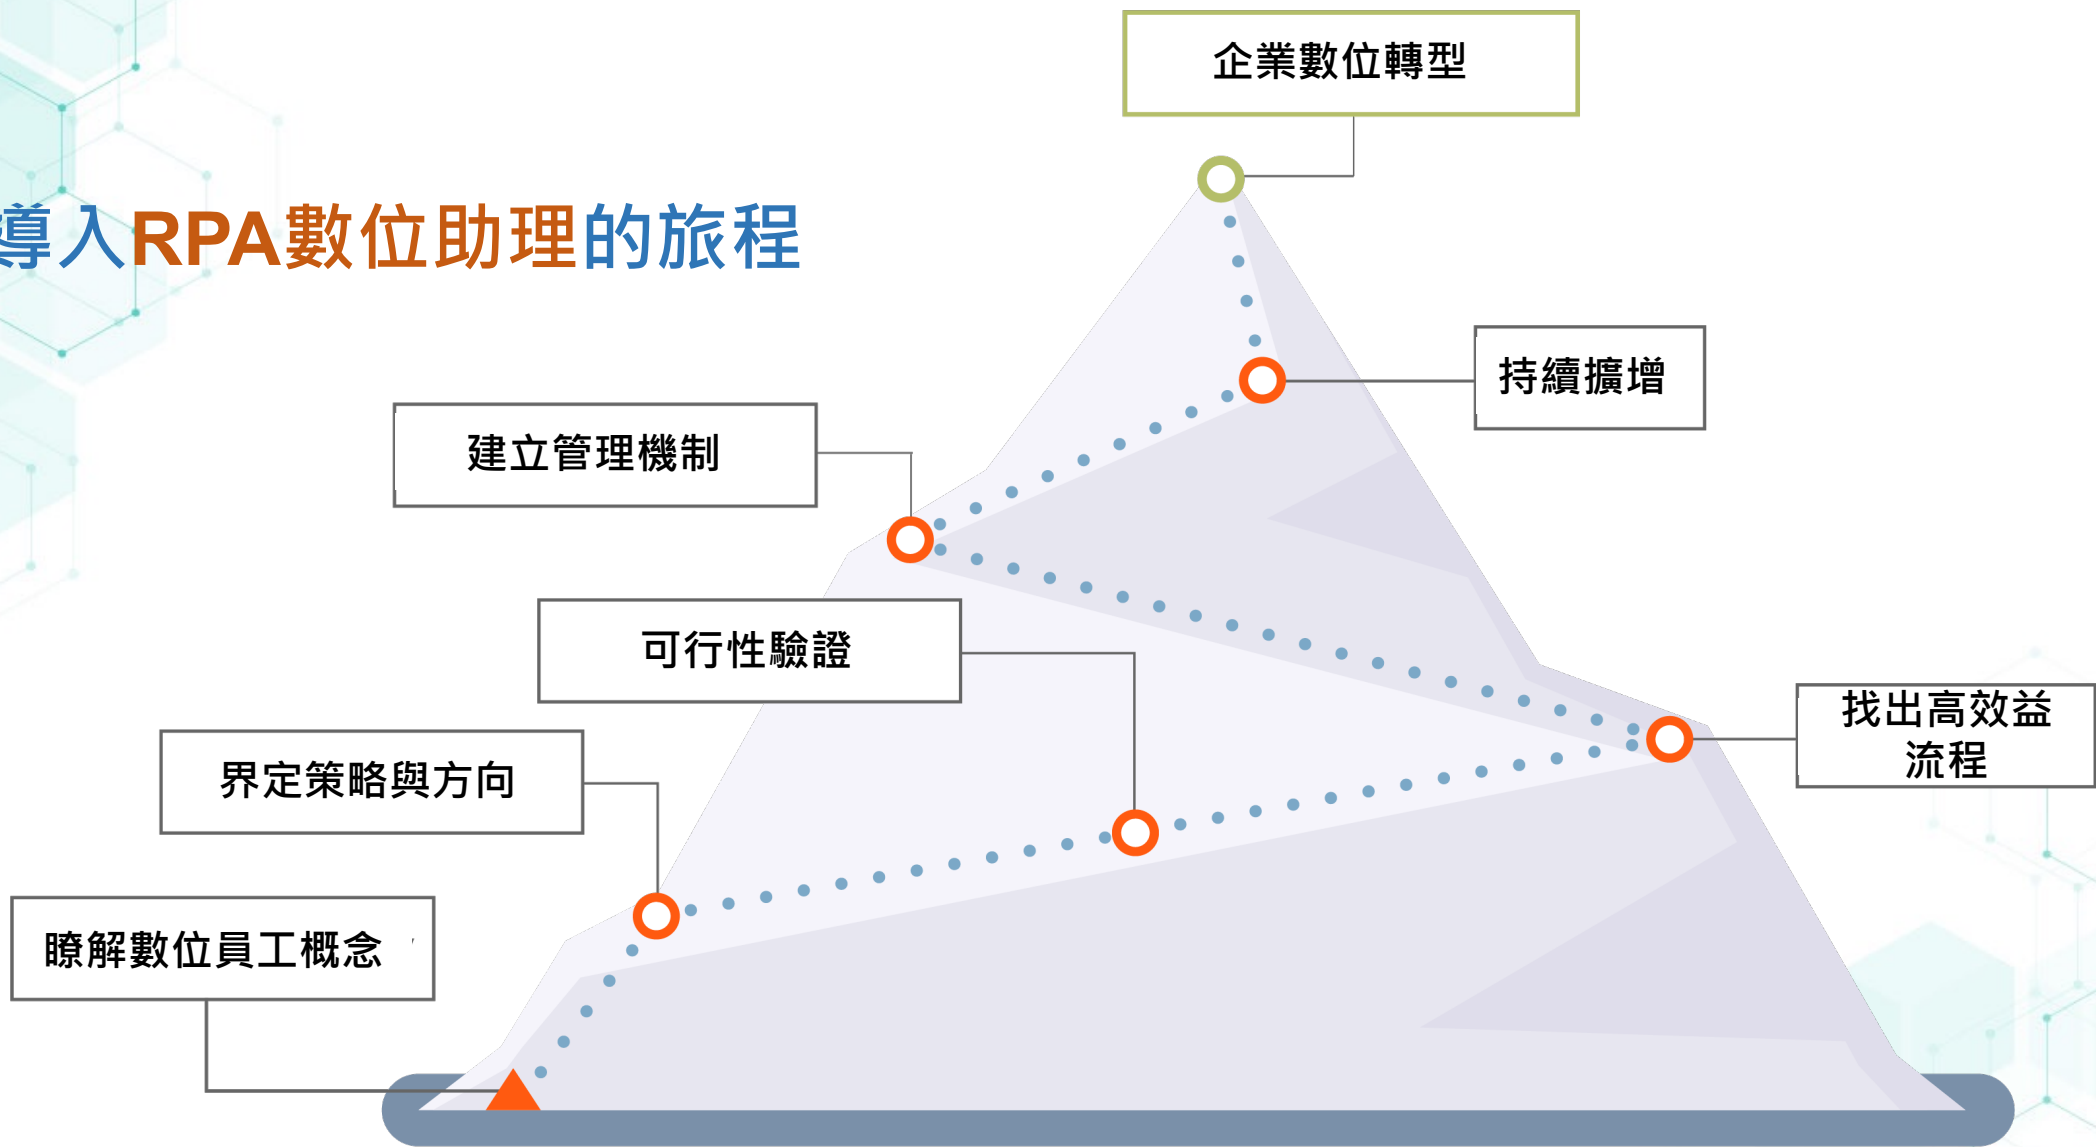 企業數位轉型
導入RPA數位助理的旅程
持續擴增
建立管理機制
可行性驗證
找出高效益
流程
界定策略與方向
瞭解數位員工概念